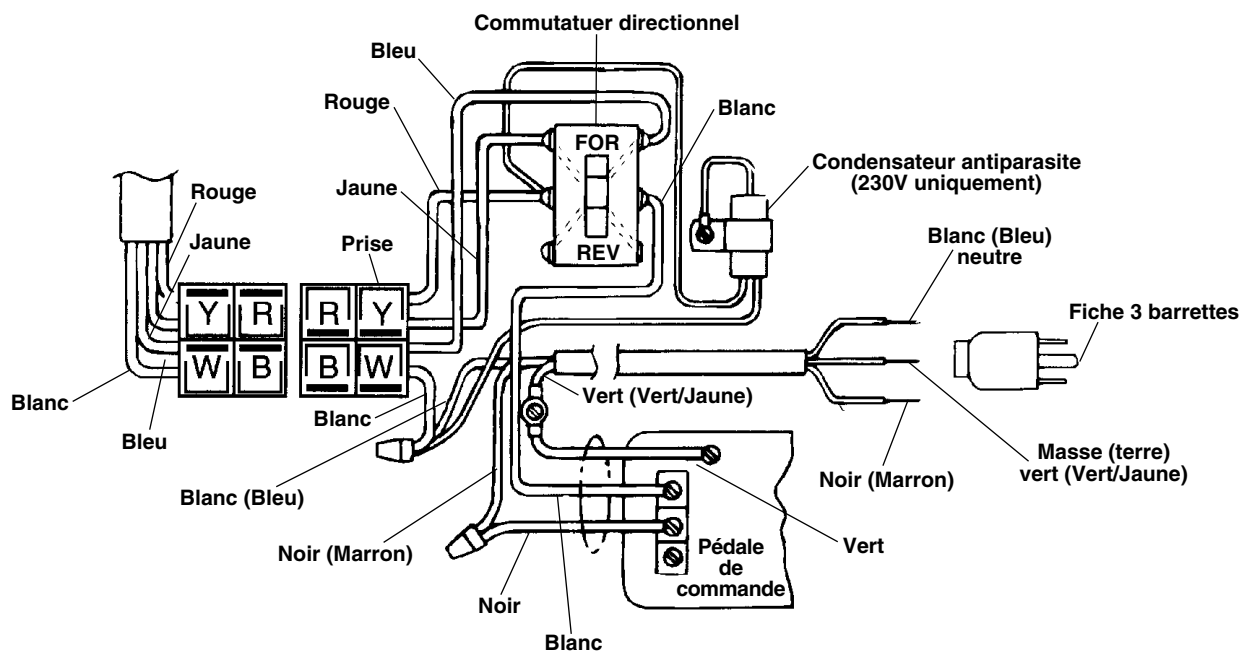 Commutatuer directionnel
Bleu
Rouge
Blanc
FOR
REV
Condensateur antiparasite
(230V uniquement)
Jaune
Rouge
Jaune
Prise
Blanc (Bleu)
neutre
Fiche 3 barrettes
Y R
W B
R Y
B W
Blanc
Bleu
Blanc
Vert (Vert/Jaune)
Blanc (Bleu)
Noir (Marron)
Masse (terre)
vert (Vert/Jaune)
Noir (Marron)
Vert
Pédale
de
commande
Noir
Blanc